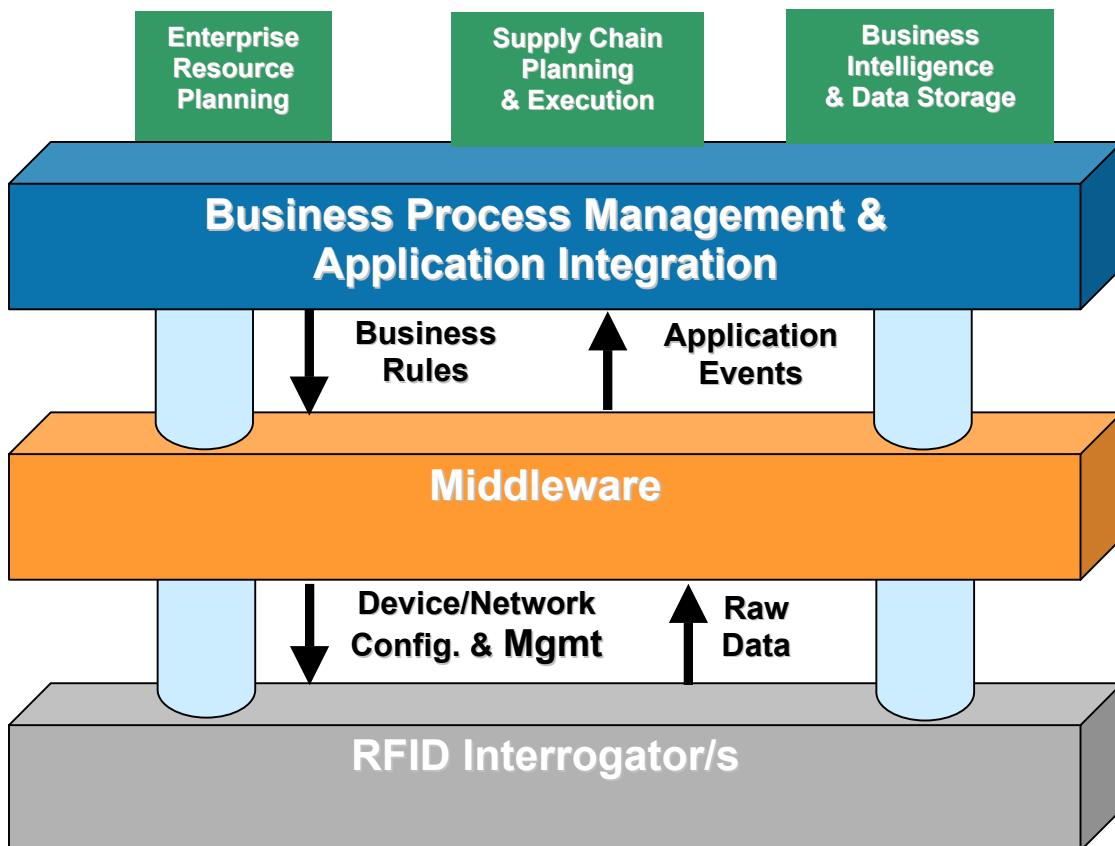 Enterprise
Resource
Planning
Supply Chain
Planning
& Execution
Business
Intelligence
& Data Storage
Business Process Management &
Application Integration
Business
Rules
Application
Events
Middleware
Device/Network
Config. & Mgmt
Raw
Data
RFID Interrogator/s